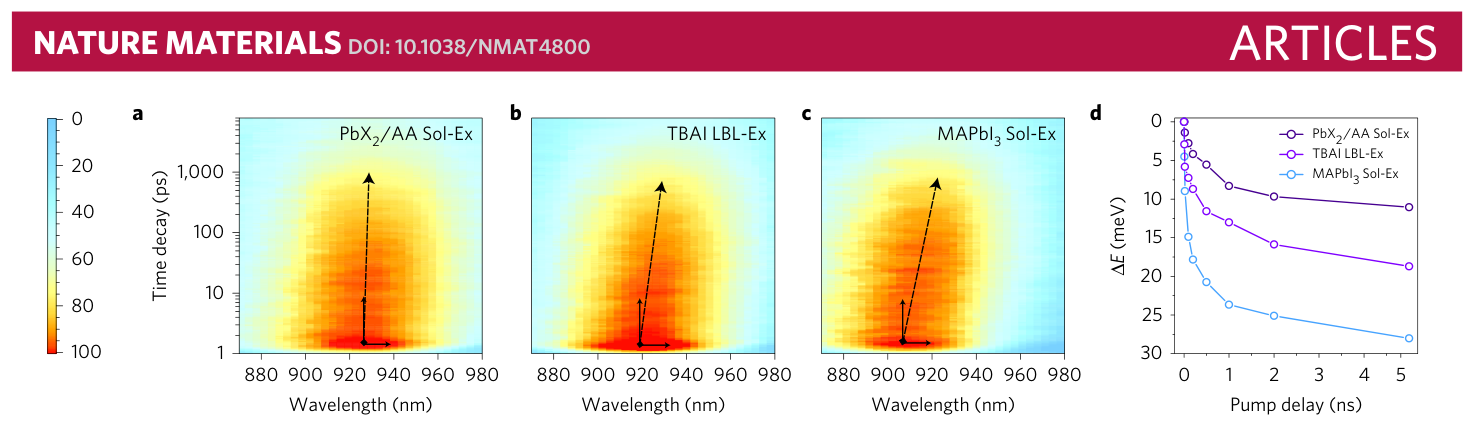 NATURE MATERIALS DOI: 10.1038/NMAT4800
ARTICLES
0
20
40
60
80
100
a
PbX2/AA Sol-Ex
Time decay (ps)
1,000
100
10
1
880 900 920 940 960 980
Wavelength (nm)
b
TBAI LBL-Ex
880 900 920 940 960 980
Wavelength (nm)
c
MAPbI3 Sol-Ex
880 900 920 940 960 980
Wavelength (nm)
d
PbX2/AA Sol-Ex
TBAI LBL-Ex
MAPbI3 Sol-Ex
ΔE (meV)
0
5
10
15
20
25
30
0 1 2 3 4 5
Pump delay (ns)